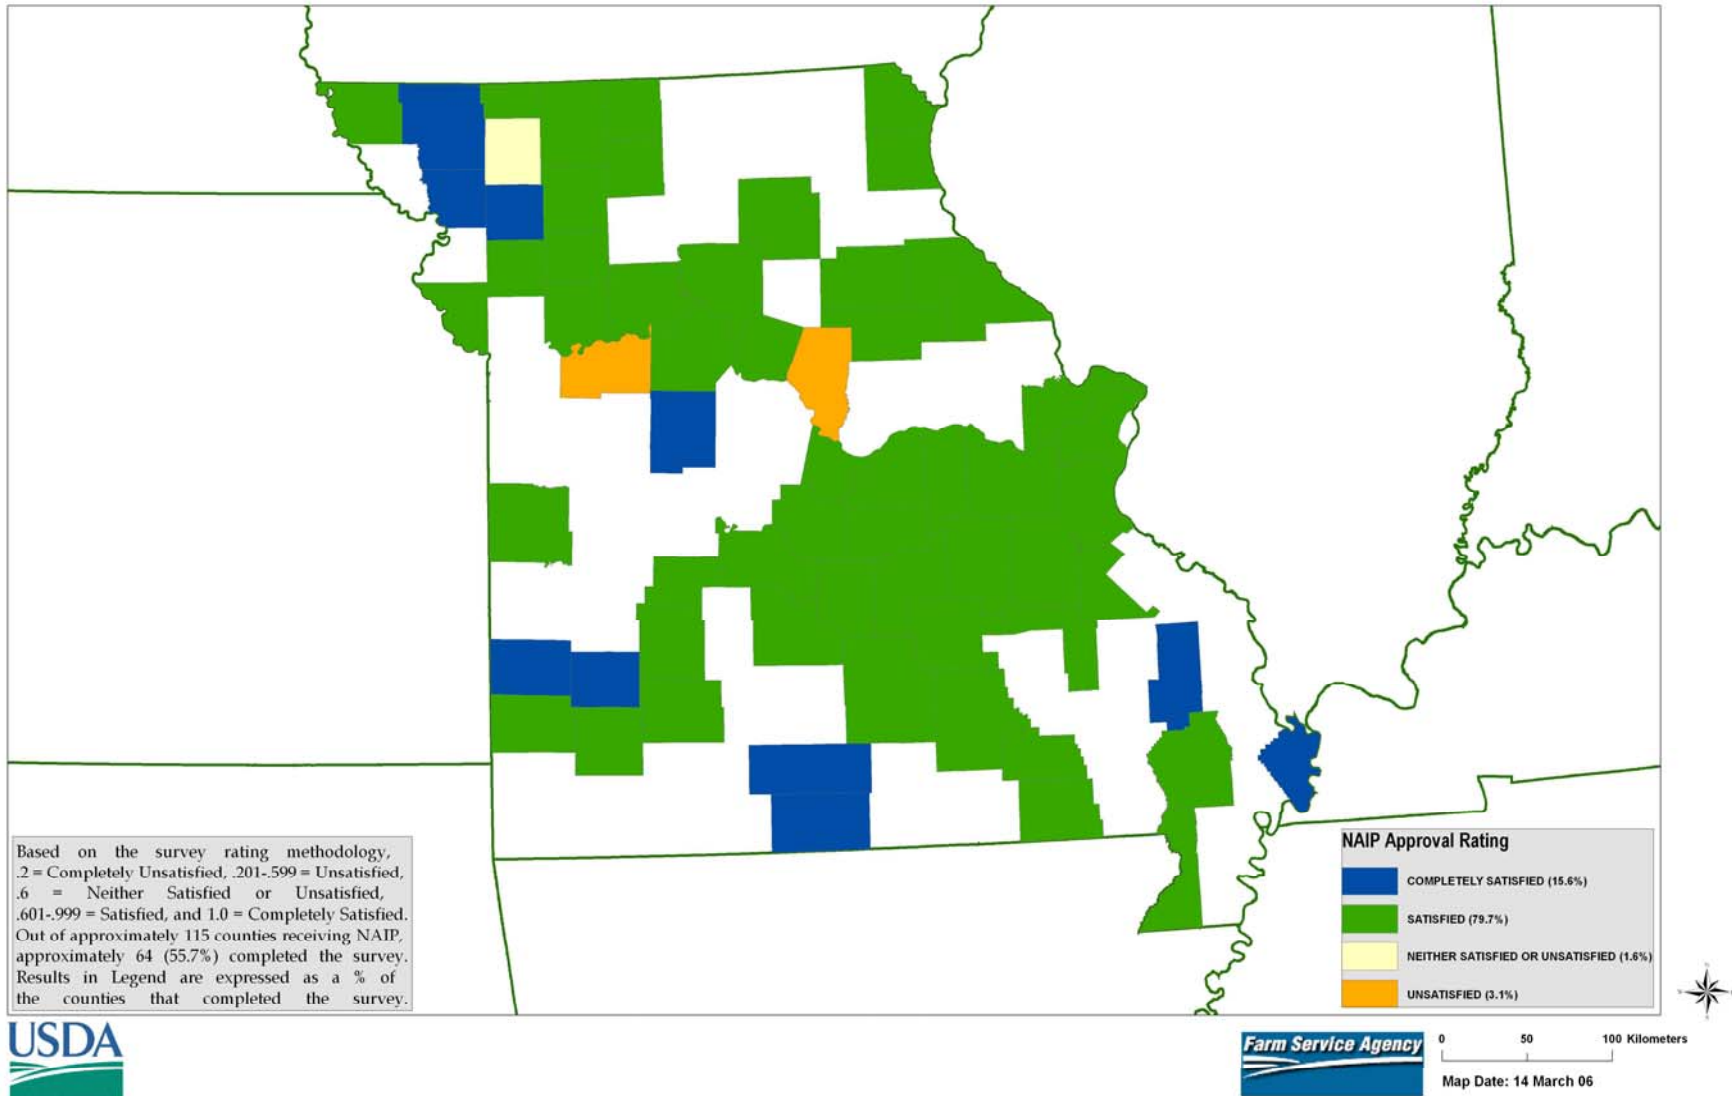 Based on the survey rating methodology,
.2 = Completely Unsatisfied, .201-.599 = Unsatisfied,
.6 = Neither Satisfied or Unsatisfied,
.601-.999 = Satisfied, and 1.0 = Completely Satisfied.
Out of approximately 115 counties receiving NAIP,
approximately 64 (55.7%) completed the survey.
Results in Legend are expressed as a % of
the counties that completed the survey.
NAIP Approval Rating
COMPLETELY SATISFIED (15.6%)
SATISFIED (79.7%)
NEITHER SATISFIED OR UNSATISFIED (1.6%)
UNSATISFIED (3.1%)
USDA
Farm Service Agency
0 50 100 Kilometers
Map Date: 14 March 06